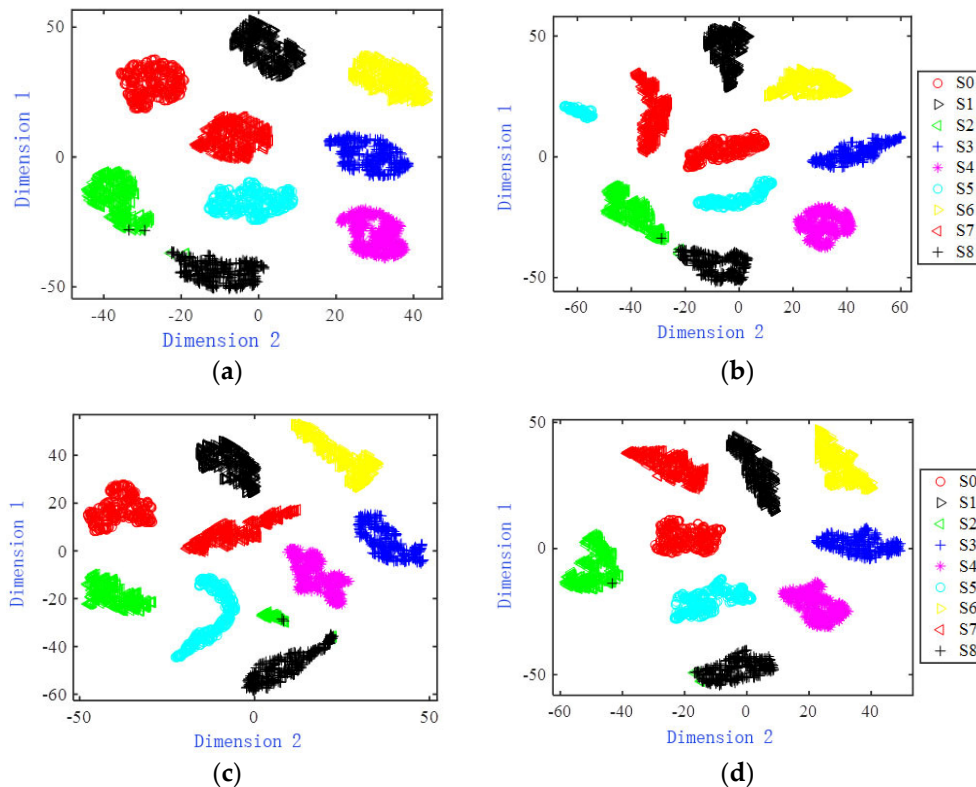 50
0
-50
Dimension 1
-40
-20
0
20
40
Dimension 2
(a)
50
0
-50
Dimension 1
-60
-40
-20
0
20
40
60
Dimension 2
(b)
S0
S1
S2
S3
S4
S5
S6
S7
S8
40
20
0
-20
-40
-60
Dimension 1
-50
0
50
Dimension 2
(c)
50
0
-50
Dimension 1
-60
-40
-20
0
20
40
Dimension 2
(d)
S0
S1
S2
S3
S4
S5
S6
S7
S8